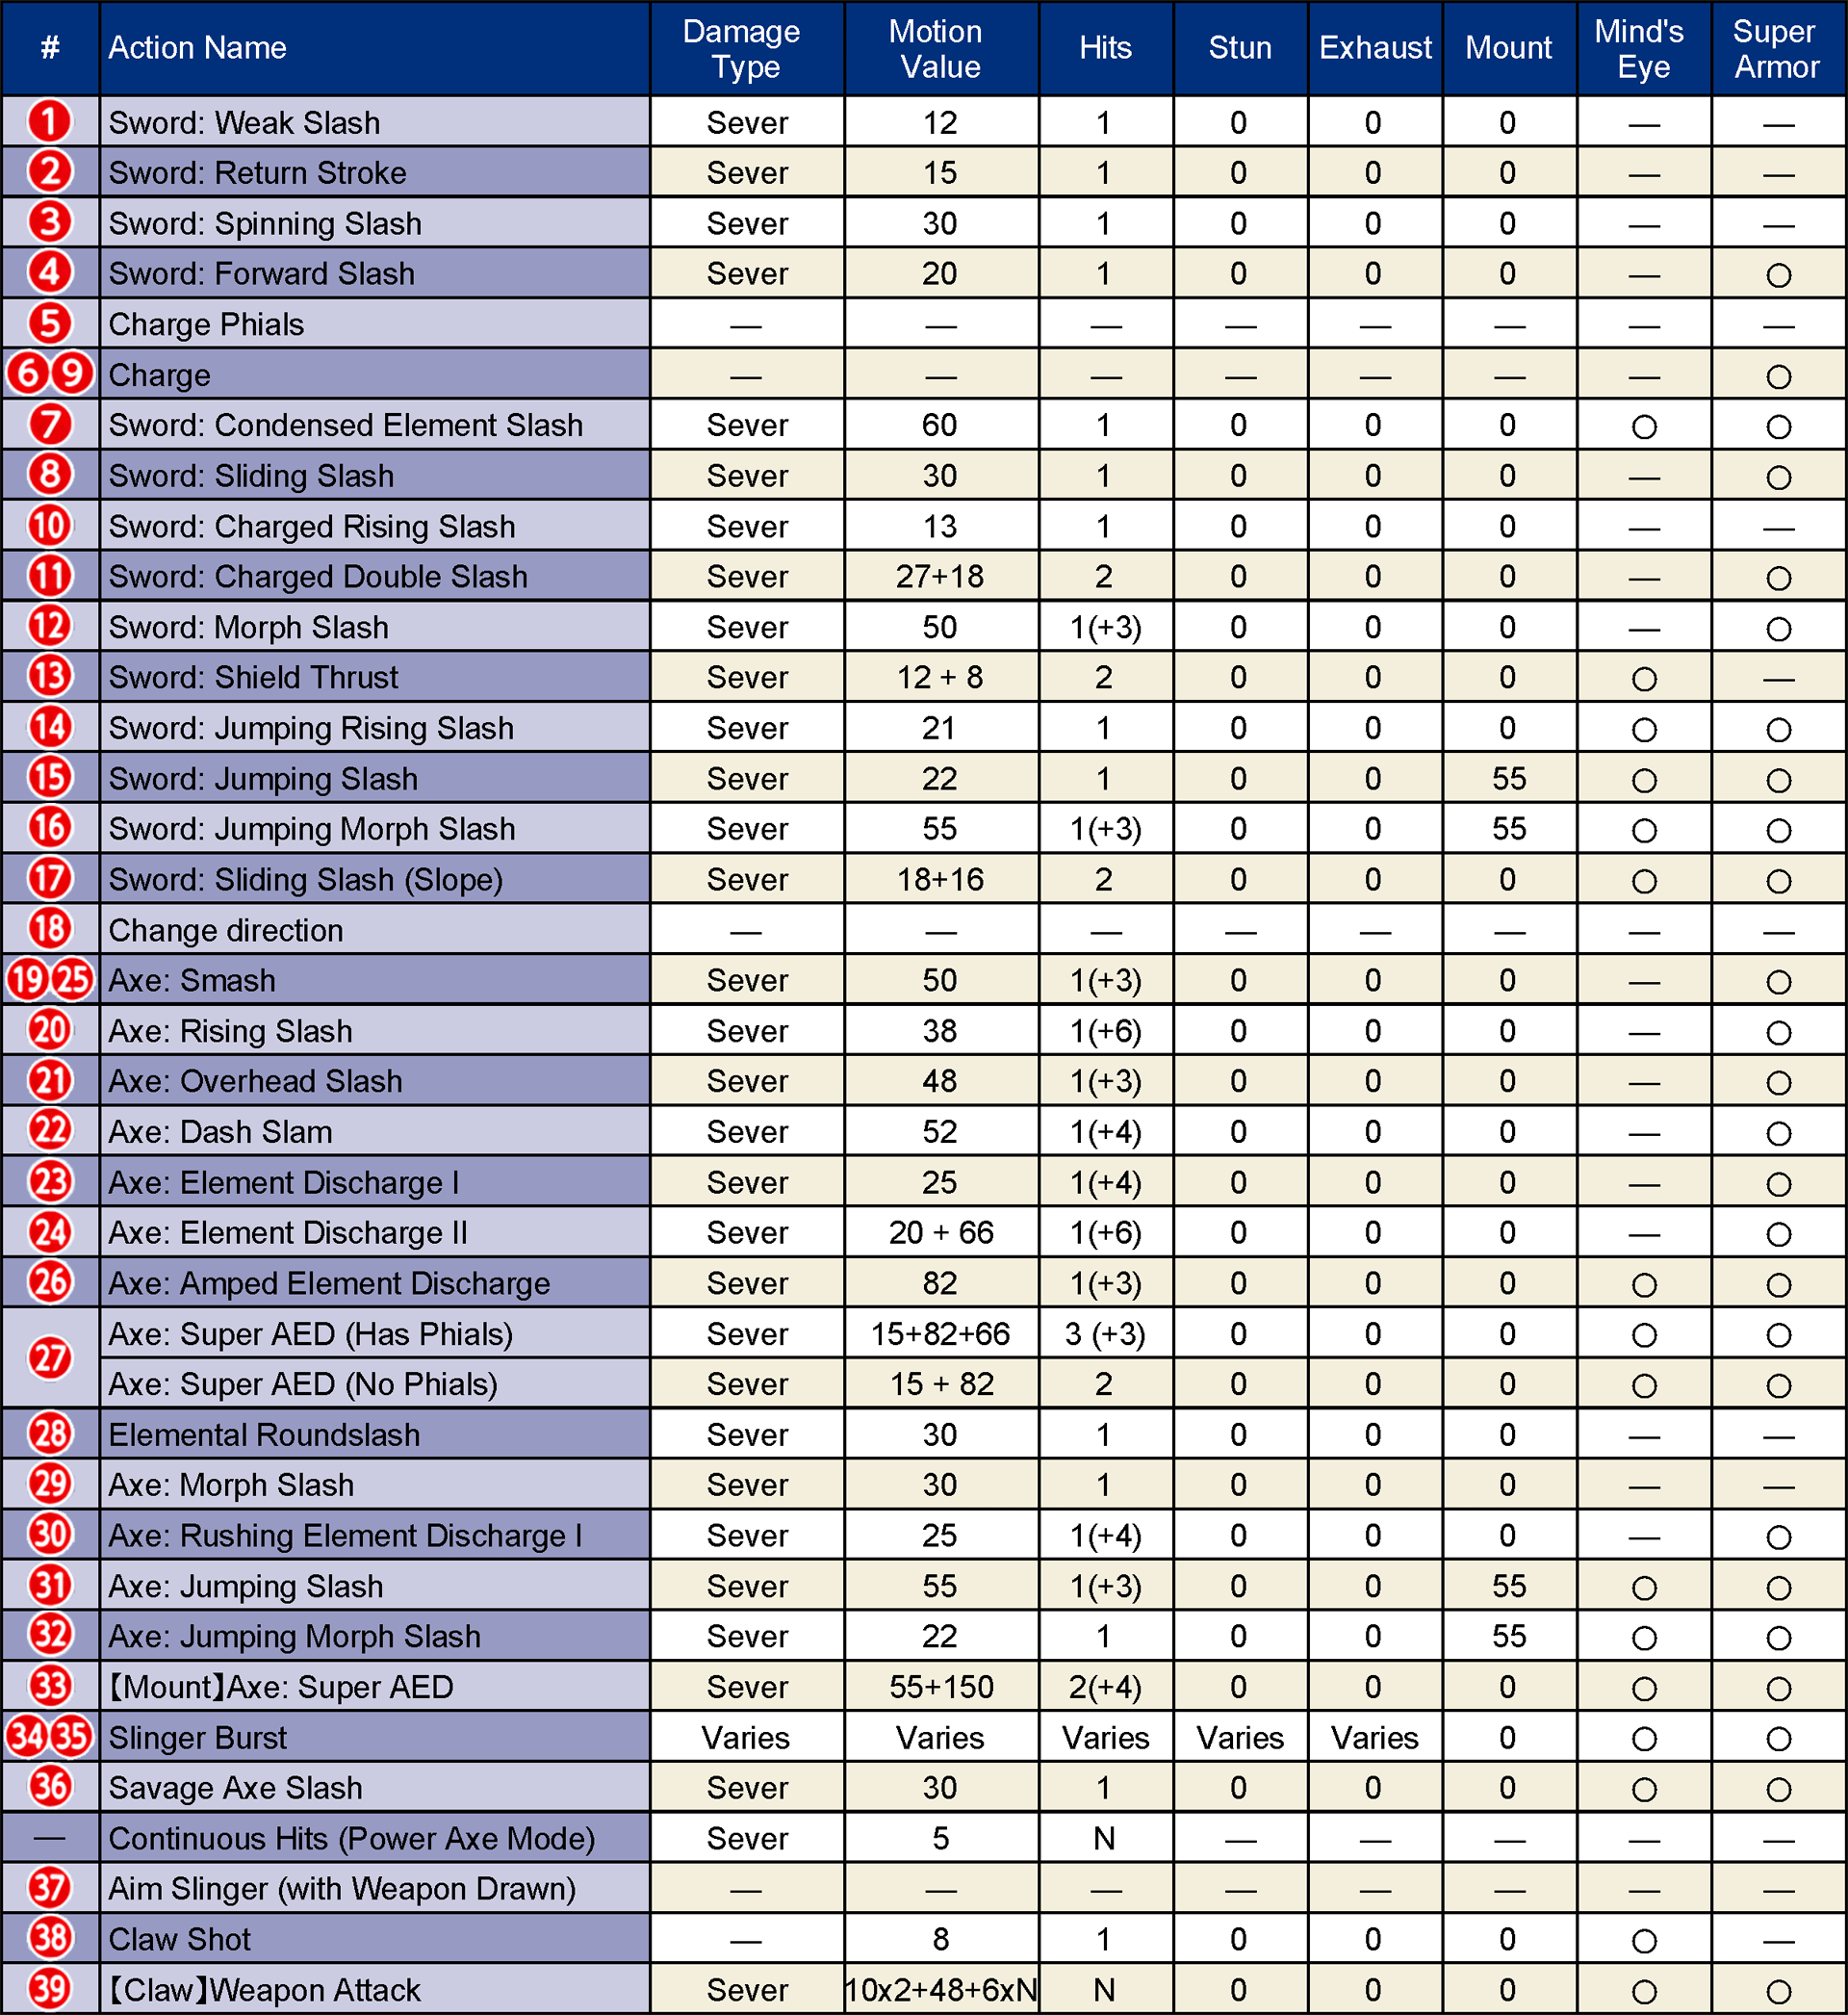 # Action Name Damage Type Motion Value Hits Stun Exhaust Mount Mind's Eye Super Armor
1 Sword: Weak Slash Sever 12 1 0 0 0 — —
2 Sword: Return Stroke Sever 15 1 0 0 0 — —
3 Sword: Spinning Slash Sever 30 1 0 0 0 — —
4 Sword: Forward Slash Sever 20 1 0 0 0 — ○
5 Charge Phials — — — — — — — —
6 9 Charge — — — — — — — ○
7 Sword: Condensed Element Slash Sever 60 1 0 0 0 ○ ○
8 Sword: Sliding Slash Sever 30 1 0 0 0 — ○
10 Sword: Charged Rising Slash Sever 13 1 0 0 0 — —
11 Sword: Charged Double Slash Sever 27+18 2 0 0 0 — ○
12 Sword: Morph Slash Sever 50 1(+3) 0 0 0 — ○
13 Sword: Shield Thrust Sever 12 + 8 2 0 0 0 ○ —
14 Sword: Jumping Rising Slash Sever 21 1 0 0 0 ○ ○
15 Sword: Jumping Slash Sever 22 1 0 0 55 ○ ○
16 Sword: Jumping Morph Slash Sever 55 1(+3) 0 0 55 ○ ○
17 Sword: Sliding Slash (Slope) Sever 18+16 2 0 0 0 ○ ○
18 Change direction — — — — — — — —
19 25 Axe: Smash Sever 50 1(+3) 0 0 0 — ○
20 Axe: Rising Slash Sever 38 1(+6) 0 0 0 — ○
21 Axe: Overhead Slash Sever 48 1(+3) 0 0 0 — ○
22 Axe: Dash Slam Sever 52 1(+4) 0 0 0 — ○
23 Axe: Element Discharge I Sever 25 1(+4) 0 0 0 — ○
24 Axe: Element Discharge II Sever 20 + 66 1(+6) 0 0 0 — ○
26 Axe: Amped Element Discharge Sever 82 1(+3) 0 0 0 ○ ○
27 Axe: Super AED (Has Phials) Sever 15+82+66 3 (+3) 0 0 0 ○ ○
Axe: Super AED (No Phials) Sever 15 + 82 2 0 0 0 ○ ○
28 Elemental Roundslash Sever 30 1 0 0 0 — —
29 Axe: Morph Slash Sever 30 1 0 0 0 — —
30 Axe: Rushing Element Discharge I Sever 25 1(+4) 0 0 0 — ○
31 Axe: Jumping Slash Sever 55 1(+3) 0 0 55 ○ ○
32 Axe: Jumping Morph Slash Sever 22 1 0 0 55 ○ ○
33 【Mount】Axe: Super AED Sever 55+150 2(+4) 0 0 0 ○ ○
34 35 Slinger Burst Varies Varies Varies Varies Varies 0 ○ ○
36 Savage Axe Slash Sever 30 1 0 0 0 ○ ○
— Continuous Hits (Power Axe Mode) Sever 5 N — — — — —
37 Aim Slinger (with Weapon Drawn) — — — — — — — —
38 Claw Shot — 8 1 0 0 0 ○ —
39 【Claw】Weapon Attack Sever 10x2+48+6xN N 0 0 0 ○ ○